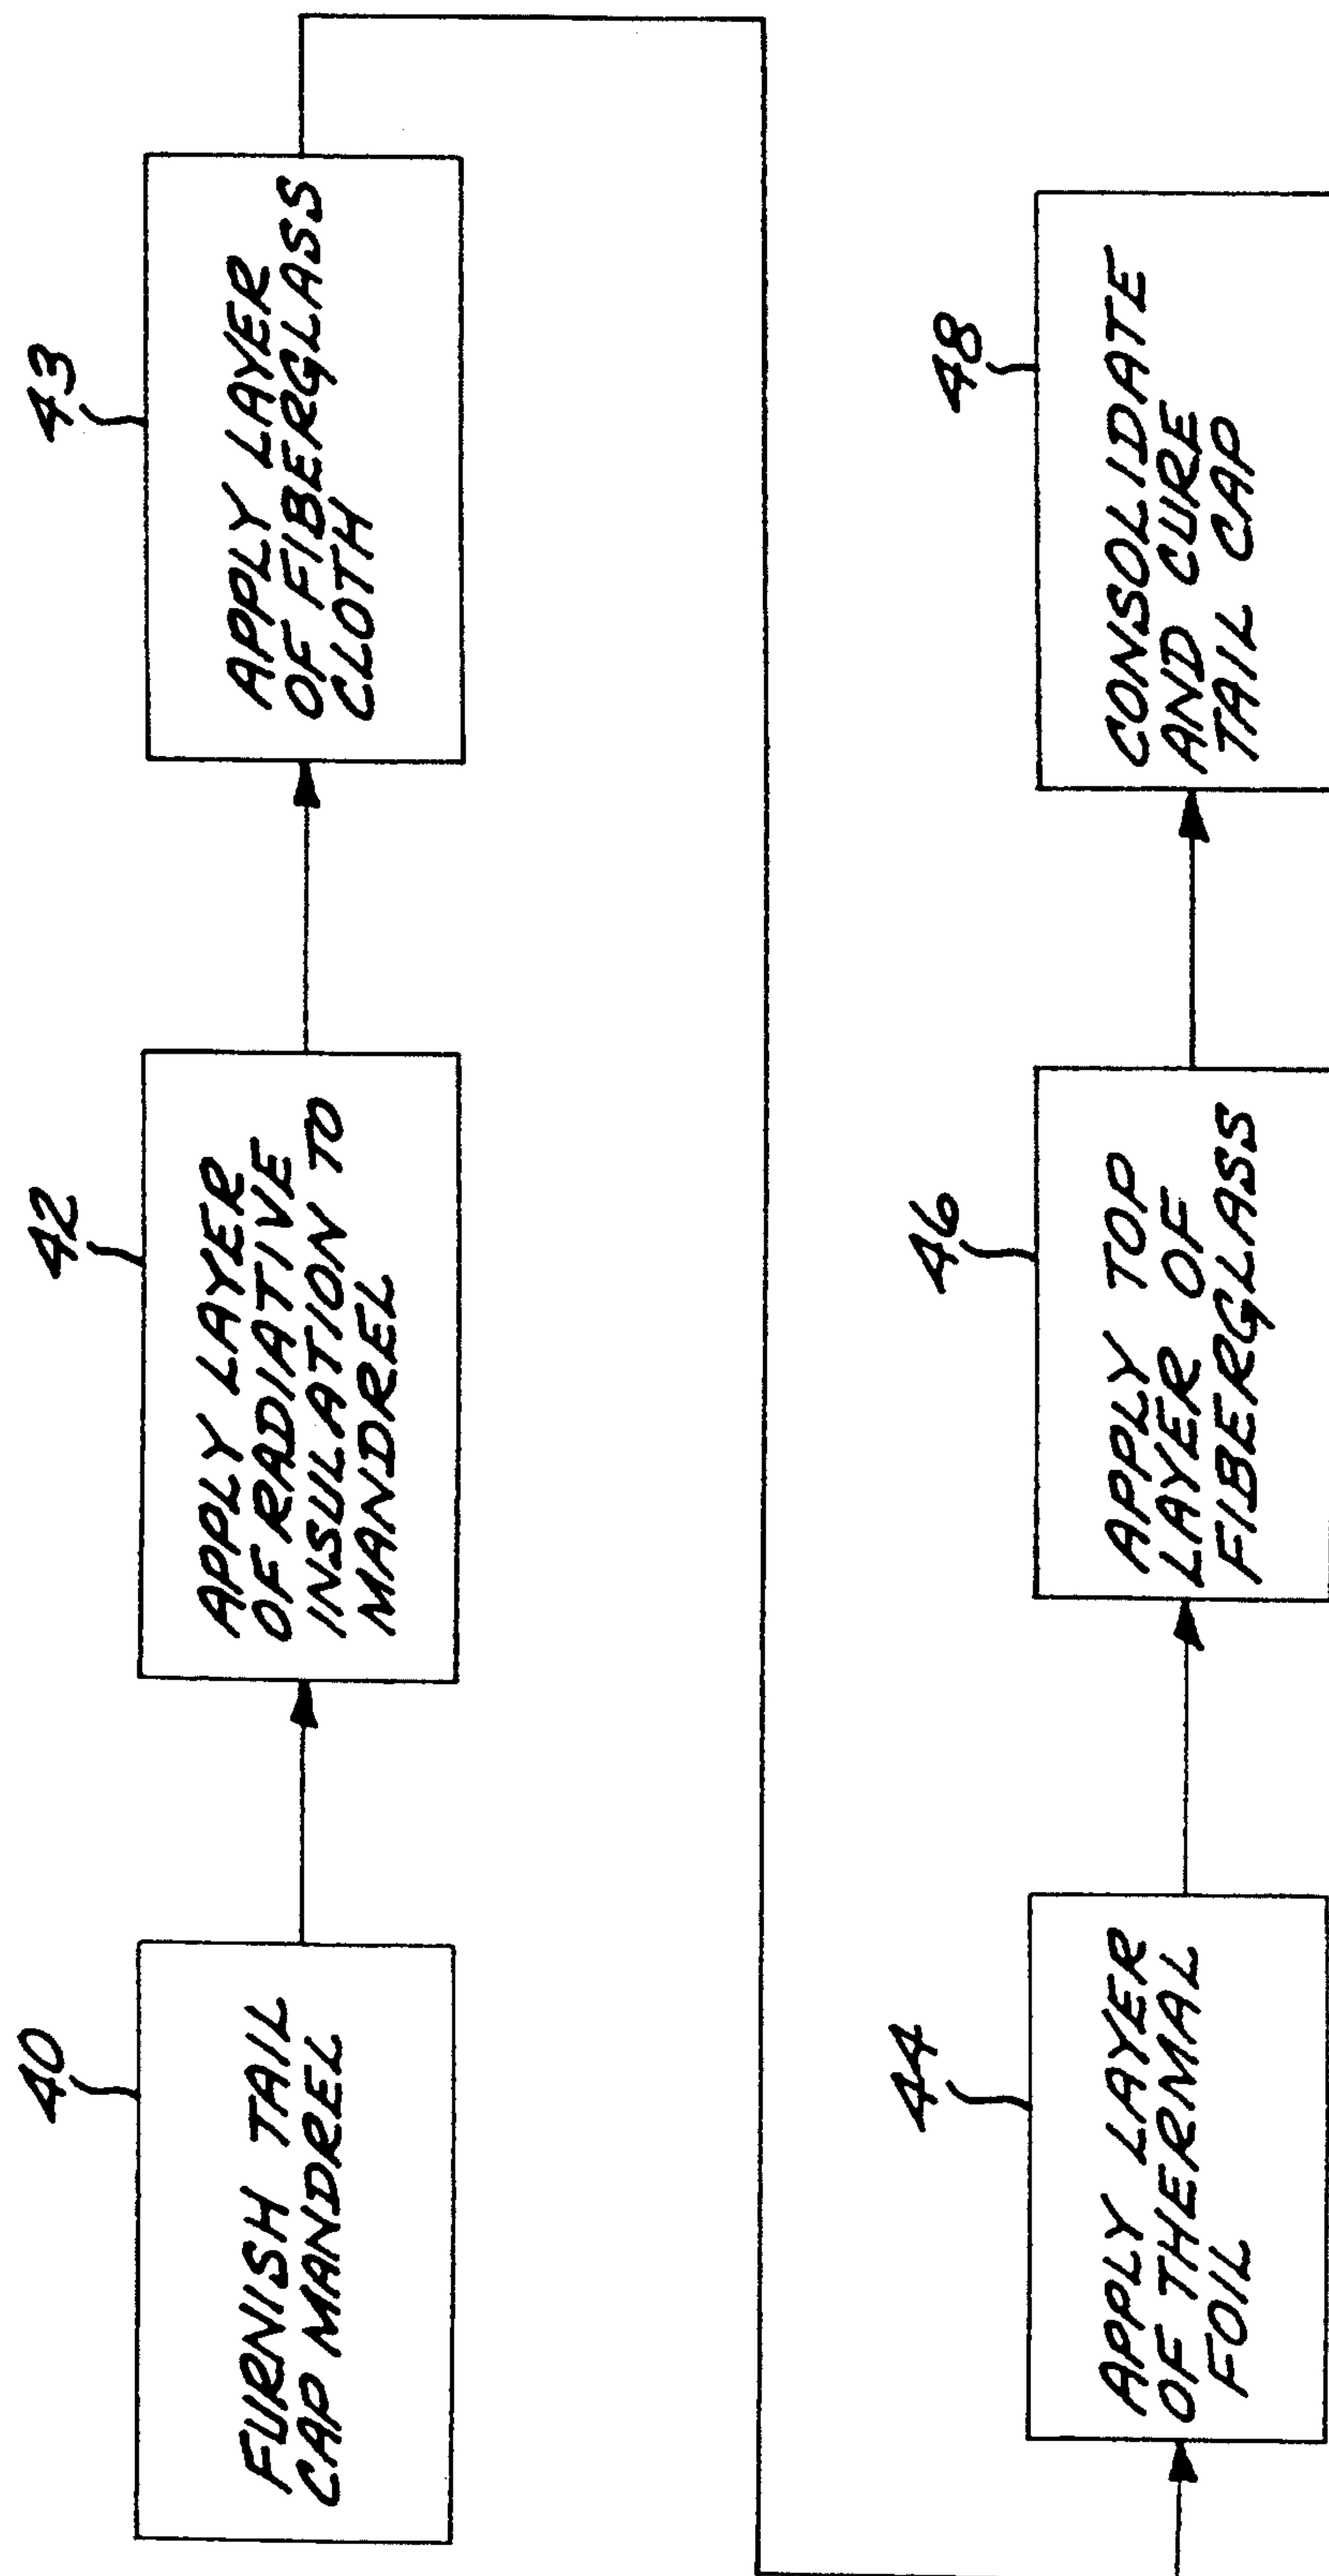 40
FURNISH TAIL
CAP MANDREL
42
APPLY LAYER
OF RADIATIVE
INSULATION TO
MANDREL
43
APPLY LAYER
OF FIBERGLASS
CLOTH
44
APPLY LAYER
OF THERMAL
FOIL
46
APPLY TOP
LAYER OF
FIBERGLASS
48
CONSOLIDATE
AND CURE
TAIL CAP